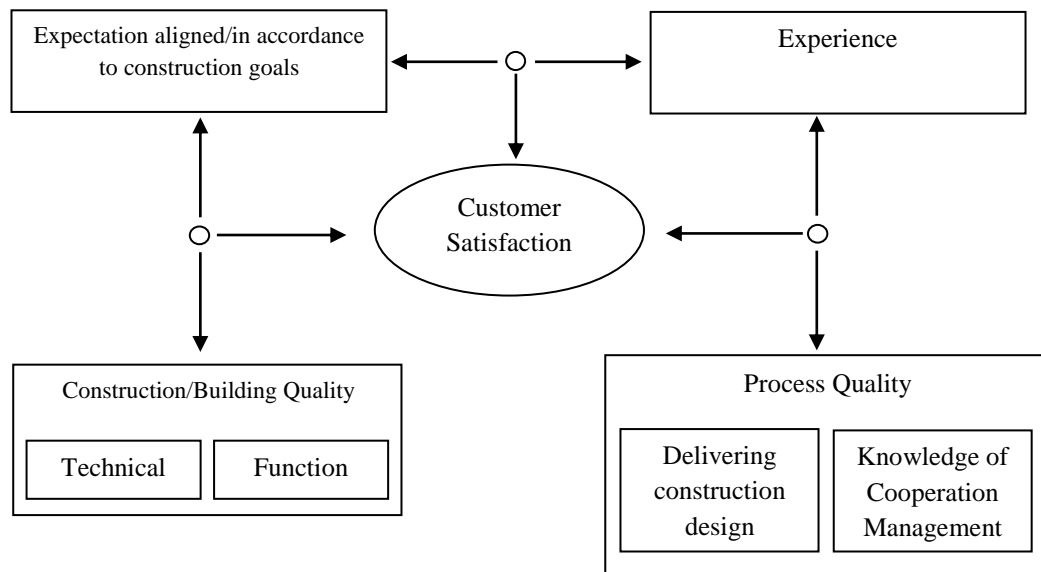 Expectation aligned/in accordance
to construction goals
Experience
Customer
Satisfaction
Construction/Building Quality
Technical
Function
Process Quality
Delivering
construction
design
Knowledge of
Cooperation
Management